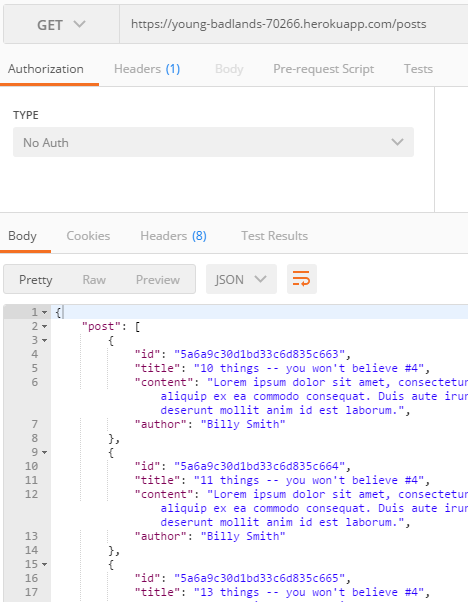 GET https://young-badlands-70266.herokuapp.com/posts
Authorization Headers (1) Body Pre-request Script Tests
TYPE
No Auth
Body Cookies Headers (8) Test Results
Pretty Raw Preview JSON
1 {
2 "post": [
3 {
4 "id": "5a6a9c30d1bd33c6d835c663",
5 "title": "10 things -- you won't believe #4",
6 "content": "Lorem ipsum dolor sit amet, consectetur
aliquip ex ea commodo consequat. Duis aute irur
deserunt mollit anim id est laborum.",
7 "author": "Billy Smith"
8 },
9 {
10 "id": "5a6a9c30d1bd33c6d835c664",
11 "title": "11 things -- you won't believe #4",
12 "content": "Lorem ipsum dolor sit amet, consectetur
aliquip ex ea commodo consequat. Duis aute irur
deserunt mollit anim id est laborum.",
13 "author": "Billy Smith"
14 },
15 {
16 "id": "5a6a9c30d1bd33c6d835c665",
17 "title": "13 things -- you won't believe #4",